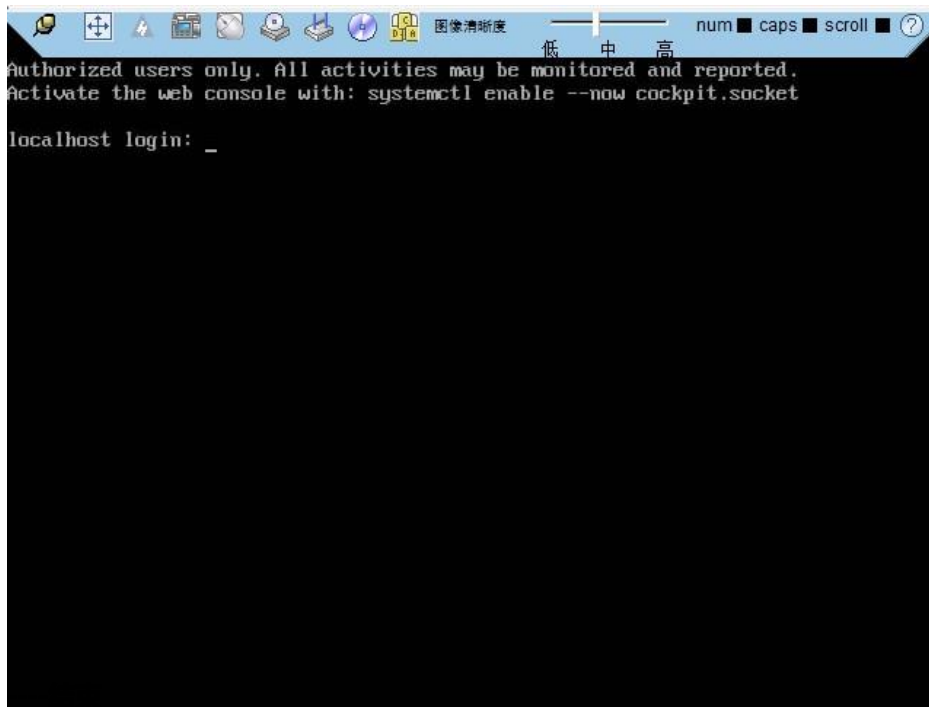 图像清晰度
低 中 高
num caps scroll ?
Authorized users only. All activities may be monitored and reported.
Activate the web console with: systemctl enable --now cockpit.socket
localhost login: _